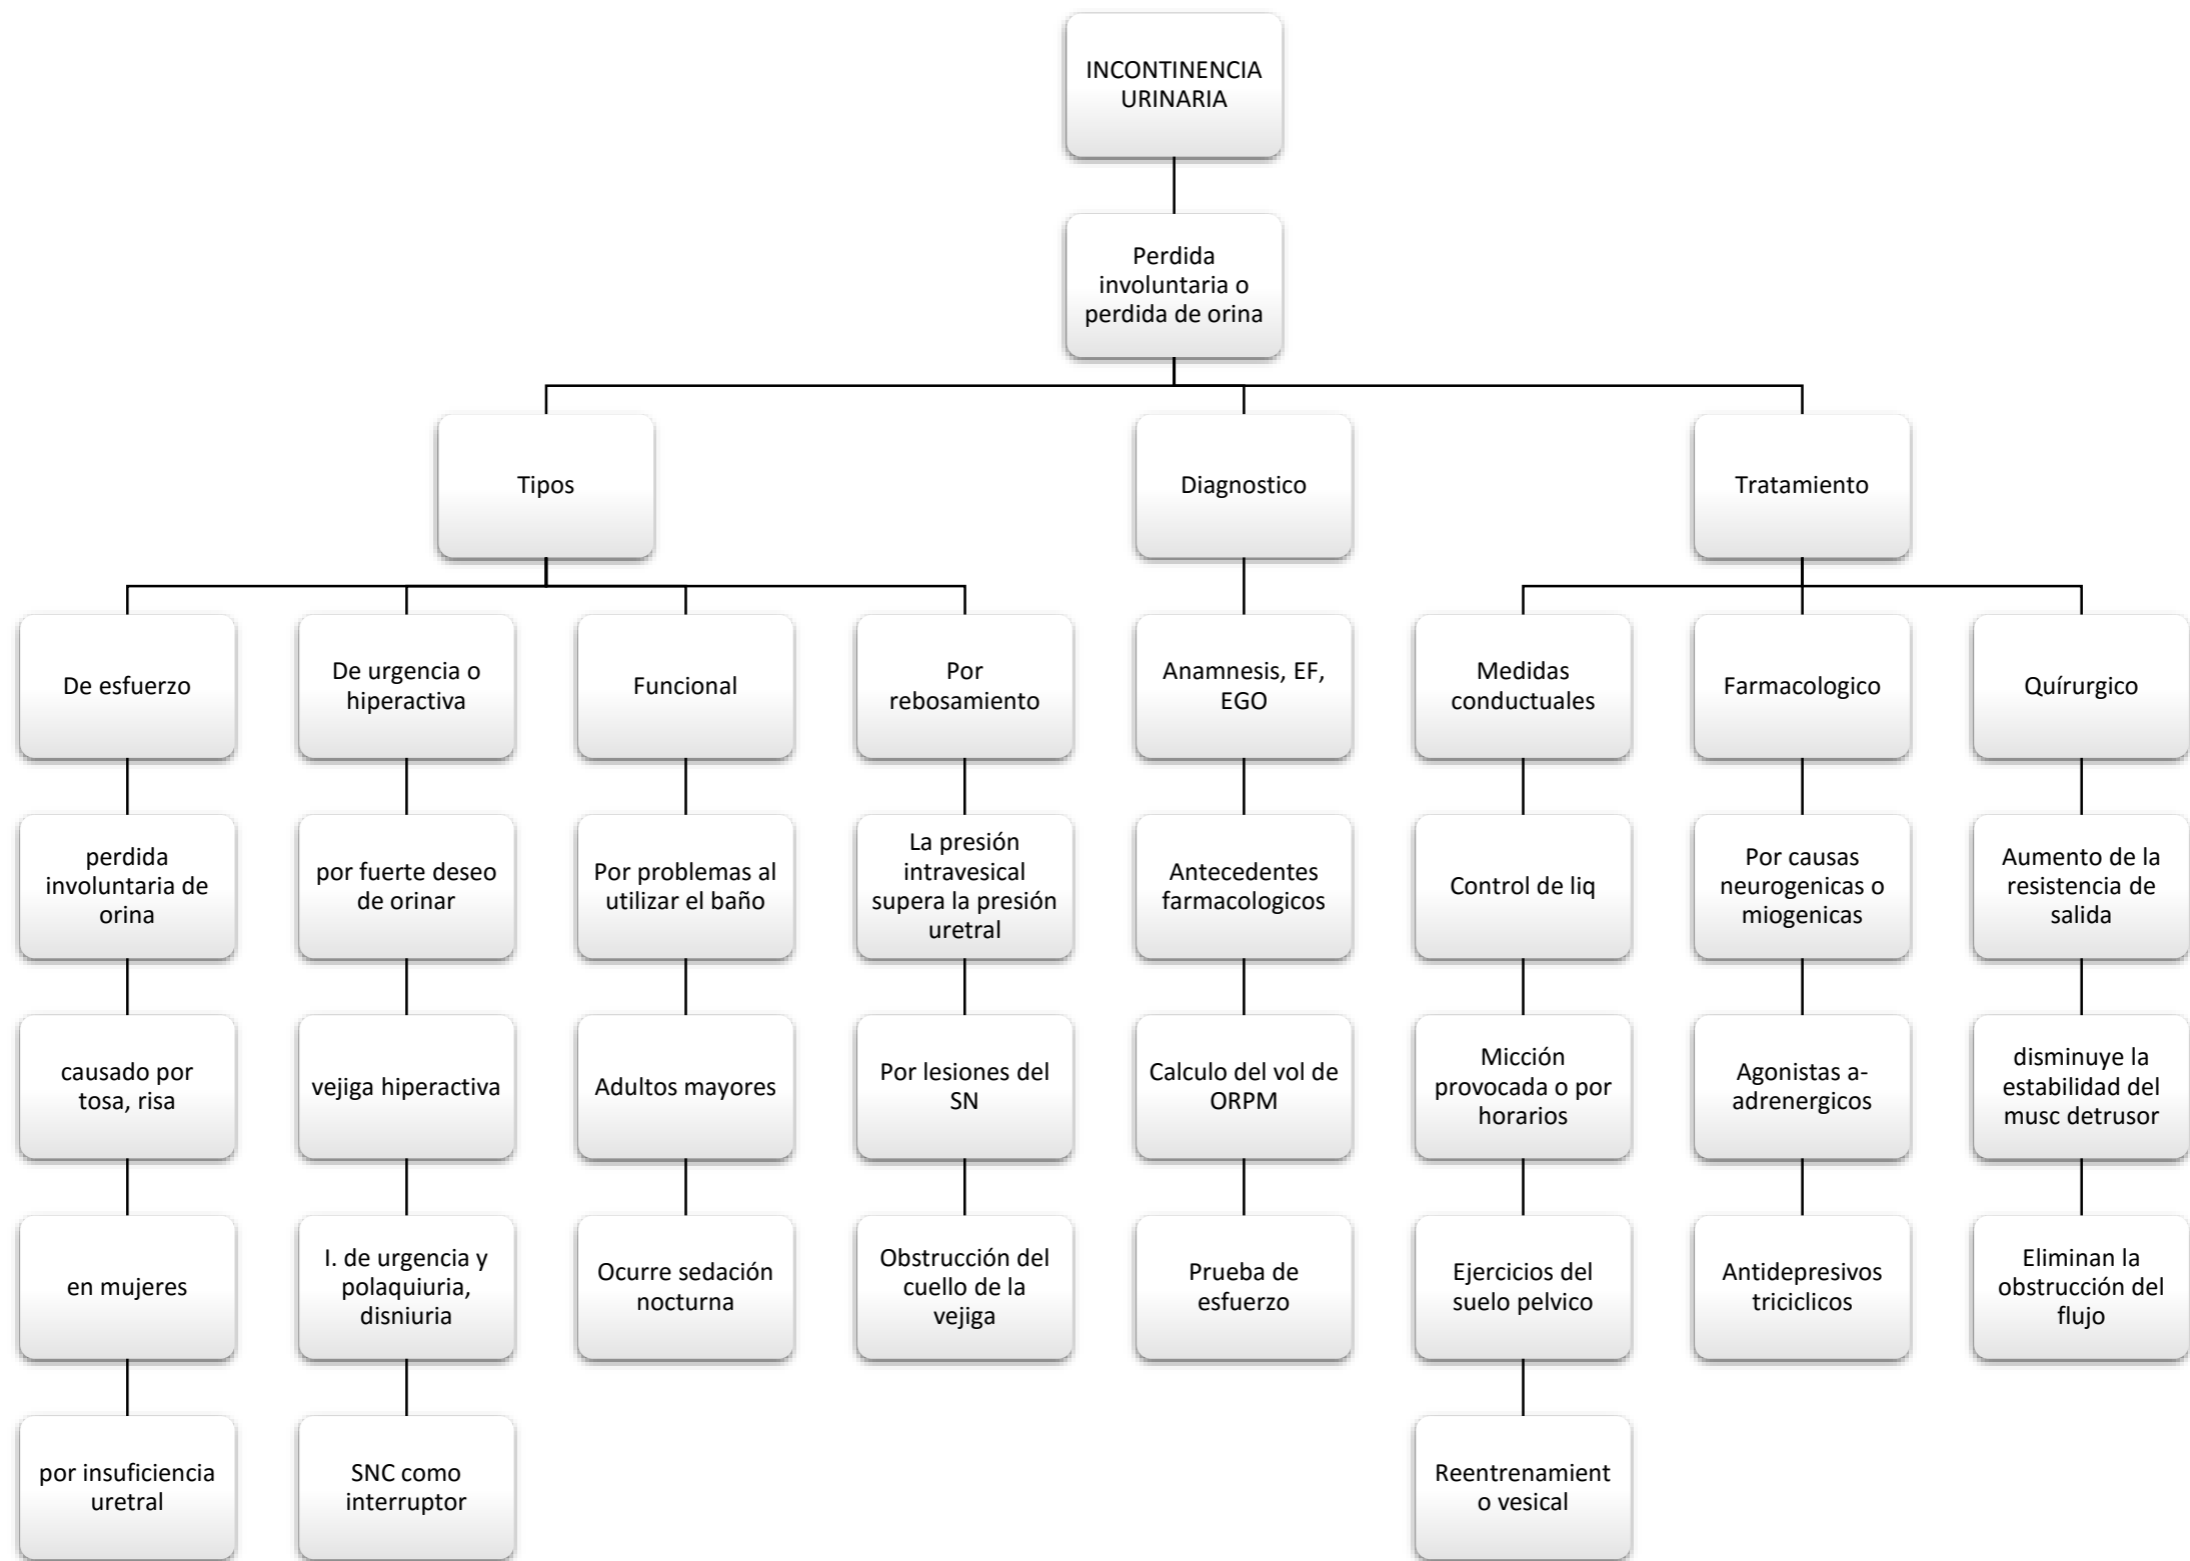 INCONTINENCIA
URINARIA
Perdida
involuntaria o
perdida de orina
Tipos
Diagnostico
Tratamiento
De esfuerzo
De urgencia o
hiperactiva
Funcional
Por
rebosamiento
Anamnesis, EF,
EGO
Medidas
conductuales
Farmacologico
Quírurgico
perdida
involuntaria de
orina
por fuerte deseo
de orinar
Por problemas al
utilizar el baño
La presión
intravesical
supera la presión
uretral
Antecedentes
farmacologicos
Control de liq
Por causas
neurogenicas o
miogenicas
Aumento de la
resistencia de
salida
causado por
tosa, risa
vejiga hiperactiva
Adultos mayores
Por lesiones del
SN
Calculo del vol de
ORPM
Micción
provocada o por
horarios
Agonistas a-
adrenergicos
disminuye la
estabilidad del
musc detrusor
en mujeres
I. de urgencia y
polaquiuria,
disniuria
Ocurre sedación
nocturna
Obstrucción del
cuello de la
vejiga
Prueba de
esfuerzo
Ejercicios del
suelo pelvico
Antidepresivos
triciclicos
Eliminan la
obstrucción del
flujo
por insuficiencia
uretral
SNC como
interruptor
Reentrenamient
o vesical